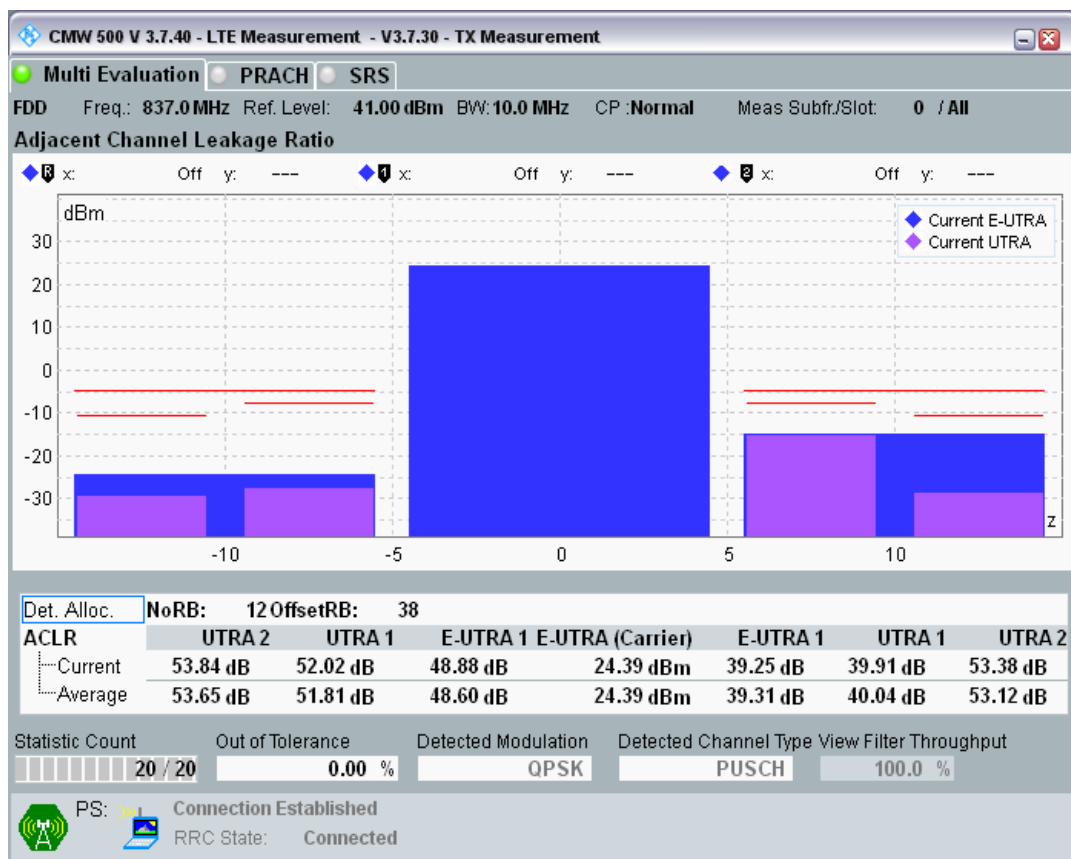 CMW 500 V 3.7.40 - LTE Measurement - V3.7.30 - TX Measurement
Multi Evaluation PRACH SRS
FDD Freq.: 837.0 MHz Ref. Level: 41.00 dBm BW: 10.0 MHz CP :Normal Meas Subfr./Slot: 0 / All
Adjacent Channel Leakage Ratio
R x: Off y: --- 1 x: Off y: --- 2 x: Off y: ---
dBm
Current E-UTRA
Current UTRA
30
20
10
0
-10
-20
-30
z
-10 -5 0 5 10
Det. Alloc. NoRB: 12 OffsetRB: 38
ACLR UTRA 2 UTRA 1 E-UTRA 1 E-UTRA (Carrier) E-UTRA 1 UTRA 1 UTRA 2
Current 53.84 dB 52.02 dB 48.88 dB 24.39 dBm 39.25 dB 39.91 dB 53.38 dB
Average 53.65 dB 51.81 dB 48.60 dB 24.39 dBm 39.31 dB 40.04 dB 53.12 dB
Statistic Count Out of Tolerance Detected Modulation Detected Channel Type View Filter Throughput
20 / 20 0.00 % QPSK PUSCH 100.0 %
PS: Connection Established
RRC State: Connected